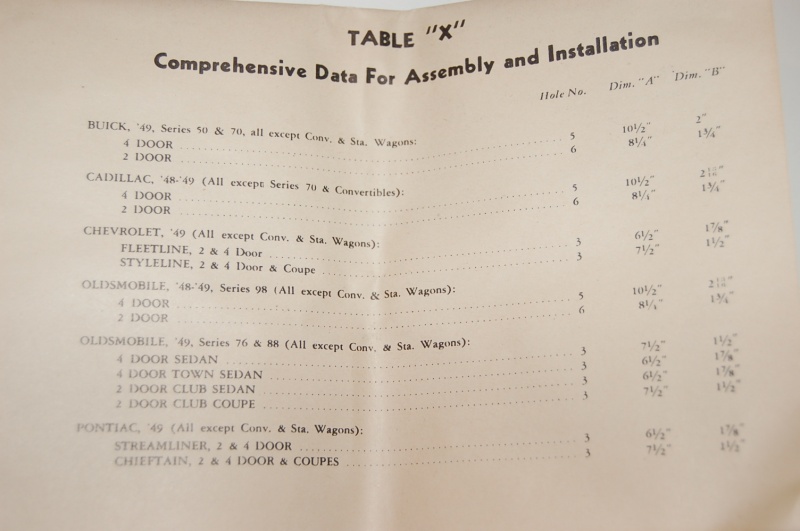 TABLE "X"
Comprehensive Data For Assembly and Installation
Hole No. Dim. "A" Dim. "B"
BUICK, '49, Series 50 & 70, all except Conv. & Sta. Wagons:
4 DOOR 5 10½" 2"
2 DOOR 6 8¼" 1¾"
CADILLAC, '48-'49 (All except Series 70 & Convertibles):
4 DOOR 5 10½"
2 DOOR 6 8¼" 1¾"
CHEVROLET, '49 (All except Conv. & Sta. Wagons):
FLEETLINE, 2 & 4 Door 3 6½" 1⅞"
STYLELINE, 2 & 4 Door & Coupe 3 7½" 1½"
OLDSMOBILE, '48-'49, Series 98 (All except Conv. & Sta. Wagons):
4 DOOR 5 10½"
2 DOOR 6 8¼" 1¾"
OLDSMOBILE, '49, Series 76 & 88 (All except Conv. & Sta. Wagons):
4 DOOR SEDAN 3 7½" 1½"
4 DOOR TOWN SEDAN 3 6½" 1⅞"
2 DOOR CLUB SEDAN 3 6½" 1⅞"
2 DOOR CLUB COUPE 3 7½" 1½"
PONTIAC, '49 (All except Conv. & Sta. Wagons):
STREAMLINER, 2 & 4 DOOR 3 6½" 1⅞"
CHIEFTAIN, 2 & 4 DOOR & COUPES 3 7½" 1½"